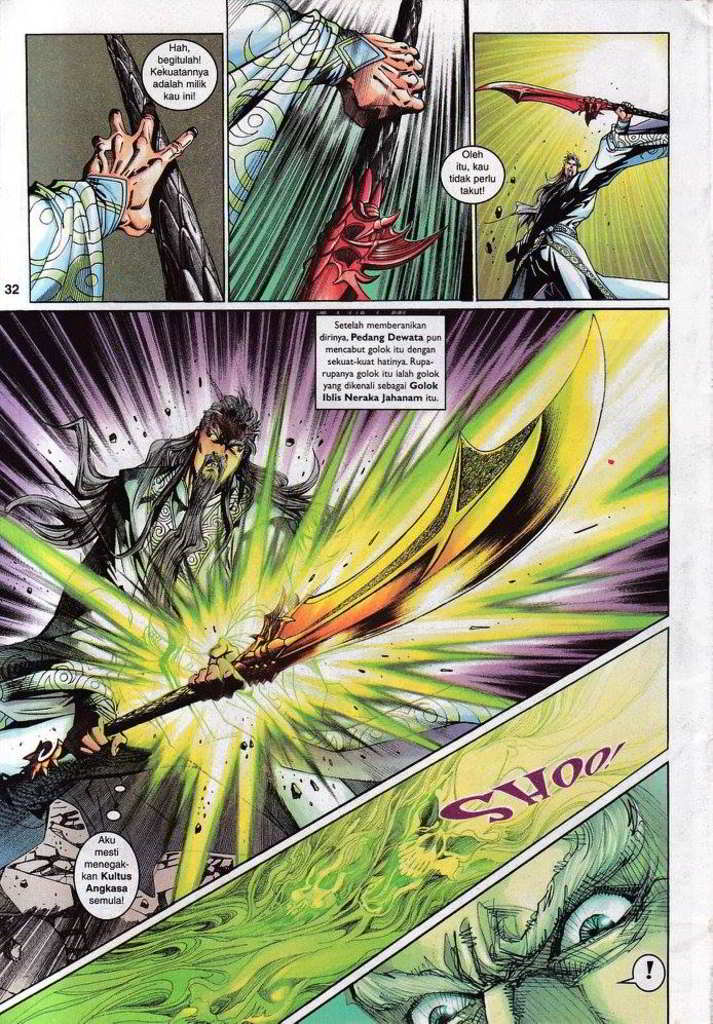 Hah,
begitulah!
Kekuatannya
adalah milik
kau ini!
Oleh
itu, kau
tidak perlu
takut!
32
Setelah memberanikan
dirinya, Pedang Dewata pun
mencabut golok itu dengan
sekuat-kuat hatinya. Rupa-
rupanya golok itu ialah golok
yang dikenali sebagai Golok
Iblis Neraka Jahanam itu.
Aku
mesti
menegak-
kan Kultus
Angkasa
semula!
SHOO!
!